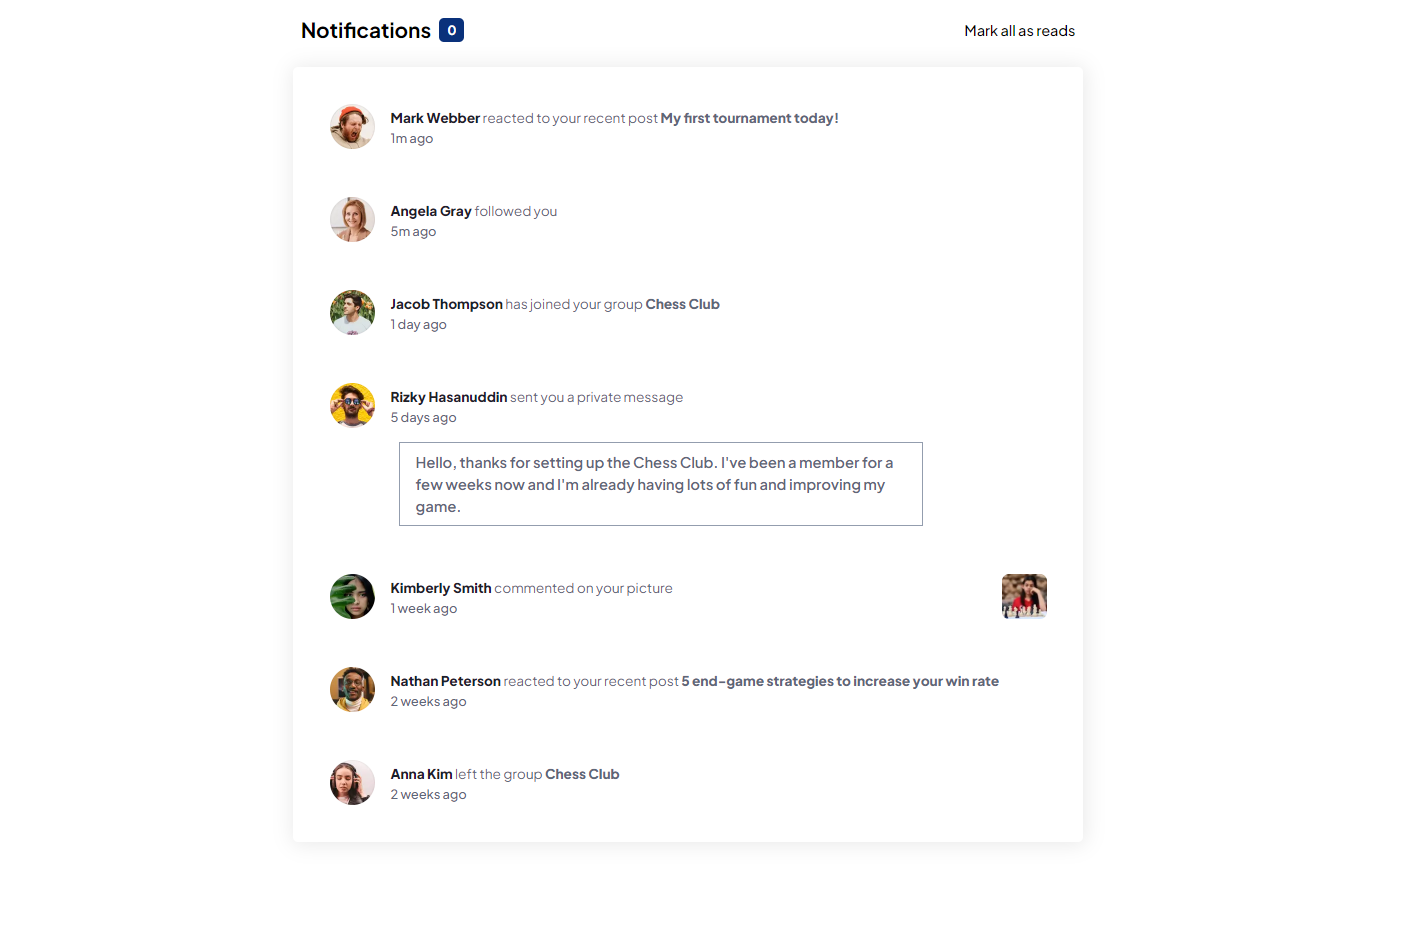 Notifications 0
Mark all as reads
Mark Webber reacted to your recent post My first tournament today!
1m ago
Angela Gray followed you
5m ago
Jacob Thompson has joined your group Chess Club
1 day ago
Rizky Hasanuddin sent you a private message
5 days ago
Hello, thanks for setting up the Chess Club. I've been a member for a
few weeks now and I'm already having lots of fun and improving my
game.
Kimberly Smith commented on your picture
1 week ago
Nathan Peterson reacted to your recent post 5 end-game strategies to increase your win rate
2 weeks ago
Anna Kim left the group Chess Club
2 weeks ago